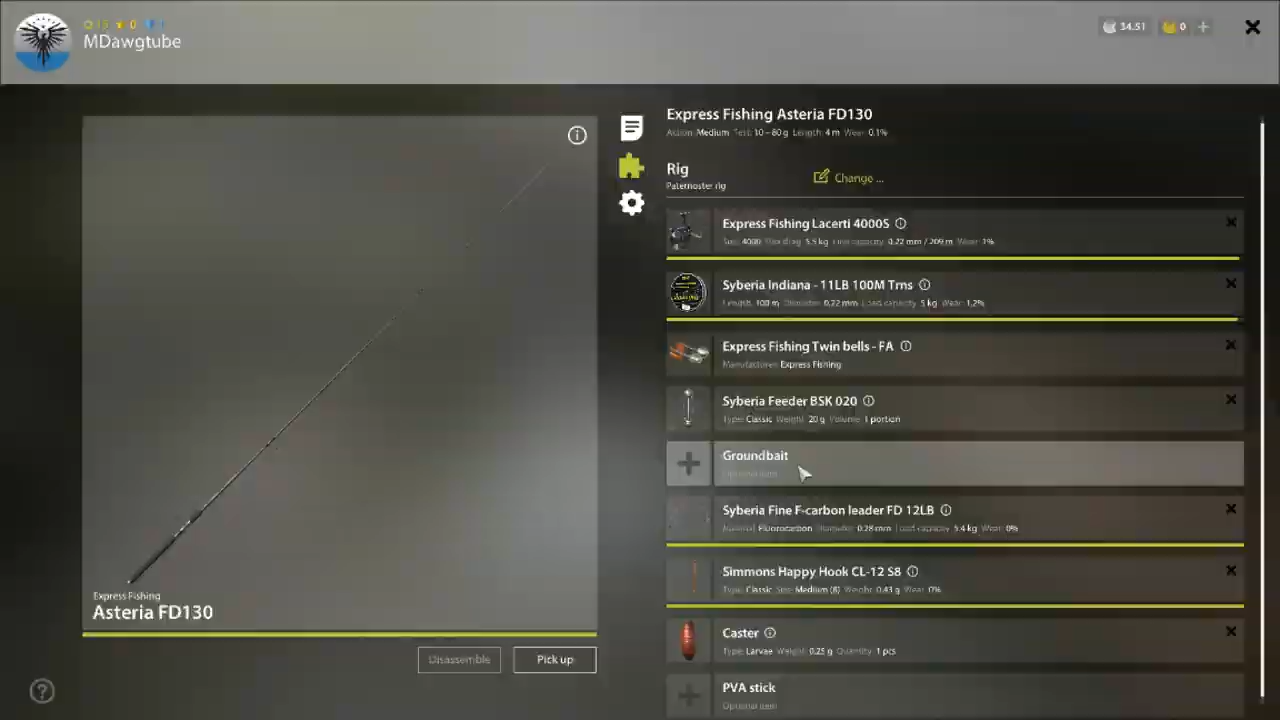 MDawgtube
34.51
0
Express Fishing Asteria FD130
Action: Medium Test: 10 - 80 g Length: 4 m Wear: 0.1%
Rig
Paternoster rig
Change ...
Express Fishing Lacerti 4000S
Size: 4000 Max drag: 5.5 kg Line capacity: 0.22 mm / 209 m Wear: 1%
Syberia Indiana - 11LB 100M Trns
Length: 100 m Diameter: 0.22 mm Load capacity: 5 kg Wear: 1.2%
Express Fishing Twin bells - FA
Manufacturer: Express Fishing
Syberia Feeder BSK 020
Type: Classic Weight: 20 g Volume: 1 portion
Groundbait
Optional item
Syberia Fine F-carbon leader FD 12LB
Material: Fluorocarbon Diameter: 0.28 mm Load capacity: 5.4 kg Wear: 0%
Simmons Happy Hook CL-12 S8
Type: Classic Size: Medium (8) Weight: 0.43 g Wear: 0%
Caster
Type: Larvae Weight: 0.25 g Quantity: 1 pcs
PVA stick
Optional item
Express Fishing
Asteria FD130
Disassemble
Pick up